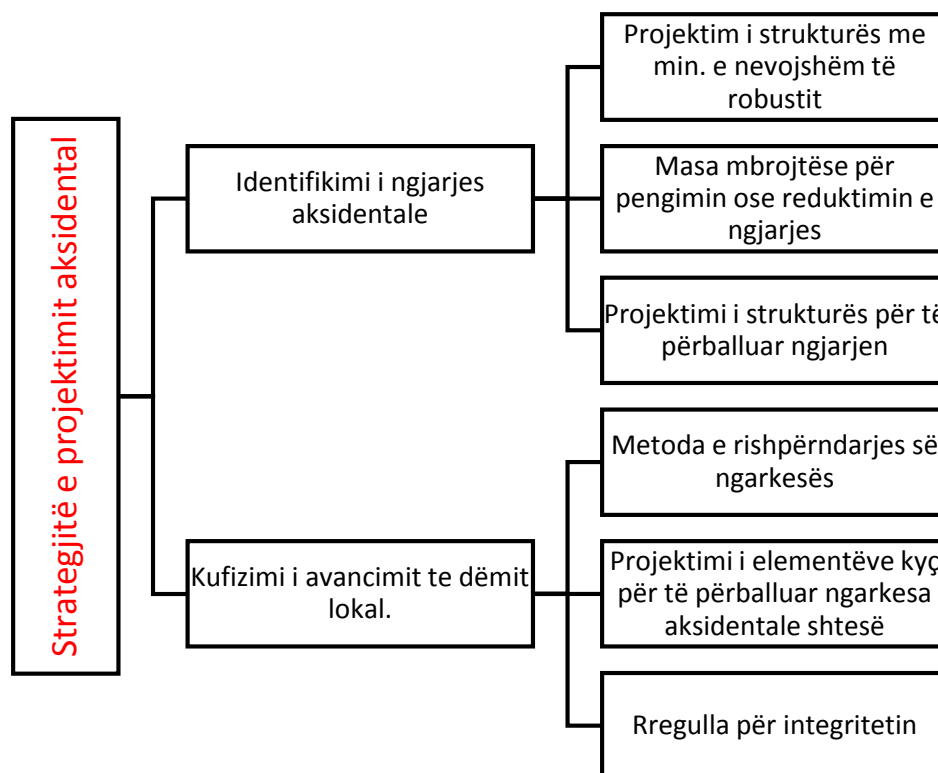 Strategjitë e projektimit aksidental
Identifikimi i ngjarjes
aksidentale
Projektim i strukturës me
min. e nevojshëm të
robustit
Masa mbrojtëse për
pengimin ose reduktimin e
ngjarjes
Projektimi i strukturës për të
përballuar ngjarjen
Kufizimi i avancimit te dëmit
lokal.
Metoda e rishpërndarjes së
ngarkesës
Projektimi i elementëve kyç
për të përballuar ngarkesa
aksidentale shtesë
Rregulla për integritetin